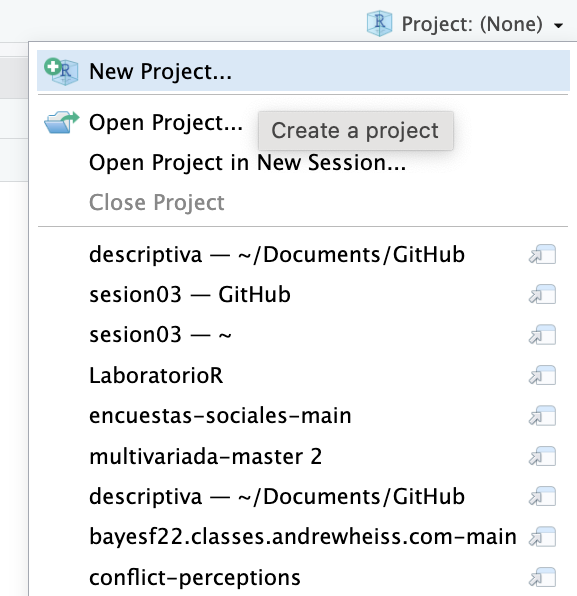 Project: (None)
New Project...
Open Project...
Create a project
Open Project in New Session...
Close Project
descriptiva — ~/Documents/GitHub
sesion03 — GitHub
sesion03 — ~
LaboratorioR
encuestas-sociales-main
multivariada-master 2
descriptiva — ~/Documents/GitHub
bayesf22.classes.andrewheiss.com-main
conflict-perceptions